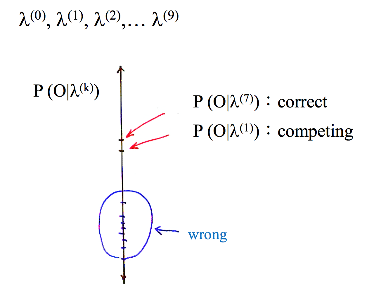 λ⁽⁰⁾, λ⁽¹⁾, λ⁽²⁾,… λ⁽⁹⁾
P (O|λ⁽ᵏ⁾)
P (O|λ⁽⁷⁾)：correct
P (O|λ⁽¹⁾)：competing
wrong